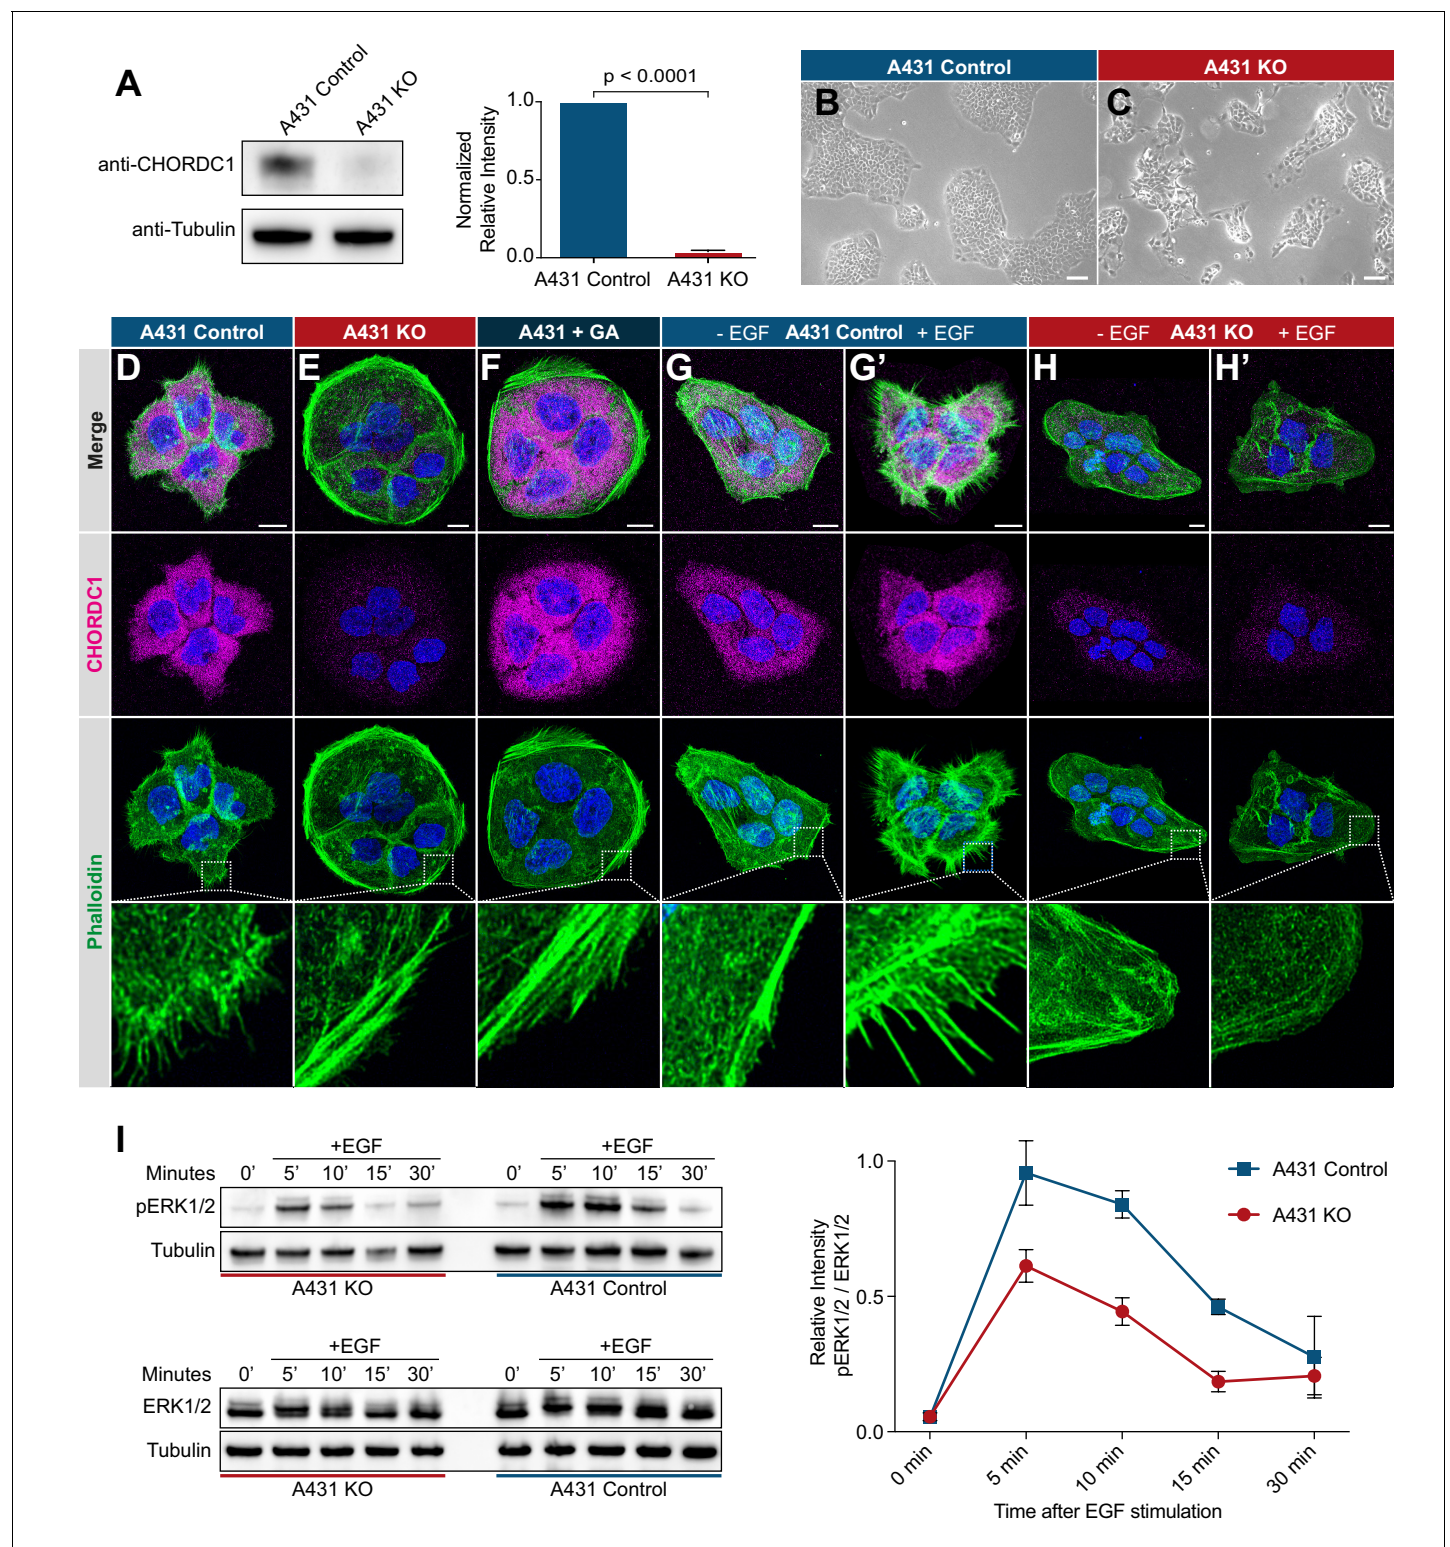 A
A431 Control
A431 KO
anti-CHORDC1
anti-Tubulin
p < 0.0001
Normalized
Relative Intensity
1.0
0.5
0.0
A431 Control
A431 KO
A431 Control
A431 KO
B
C
A431 Control
A431 KO
A431 + GA
- EGF A431 Control + EGF
- EGF A431 KO + EGF
D
E
F
G
G’
H
H’
Merge
CHORDC1
Phalloidin
I
+EGF
+EGF
Minutes 0’ 5’ 10’ 15’ 30’ 0’ 5’ 10’ 15’ 30’
pERK1/2
Tubulin
A431 KO
A431 Control
+EGF
+EGF
Minutes 0’ 5’ 10’ 15’ 30’ 0’ 5’ 10’ 15’ 30’
ERK1/2
Tubulin
A431 KO
A431 Control
Relative Intensity
pERK1/2 / ERK1/2
1.0
0.5
0.0
A431 Control
A431 KO
0 min
5 min
10 min
15 min
30 min
Time after EGF stimulation